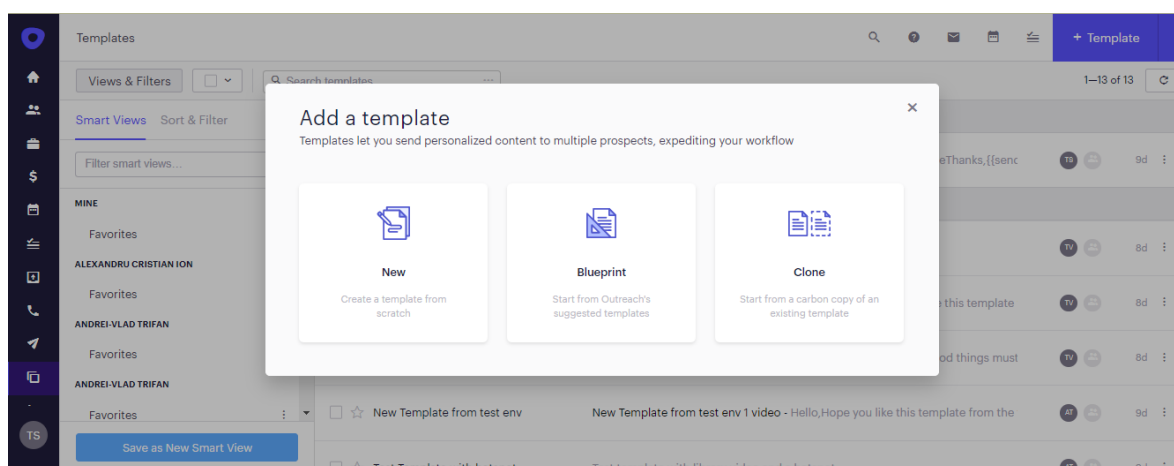 Templates
+ Template
Views & Filters
Search templates
1–13 of 13
Smart Views Sort & Filter
Filter smart views...
MINE
Favorites
ALEXANDRU CRISTIAN ION
Favorites
ANDREI-VLAD TRIFAN
Favorites
ANDREI-VLAD TRIFAN
Favorites
Save as New Smart View
TS
Add a template
Templates let you send personalized content to multiple prospects, expediting your workflow
New
Create a template from
scratch
Blueprint
Start from Outreach's
suggested templates
Clone
Start from a carbon copy of an
existing template
eThanks,{{senc TS 9d
TV 8d
this template TV 8d
od things must TV 8d
New Template from test env New Template from test env 1 video - Hello,Hope you like this template from the AT 9d